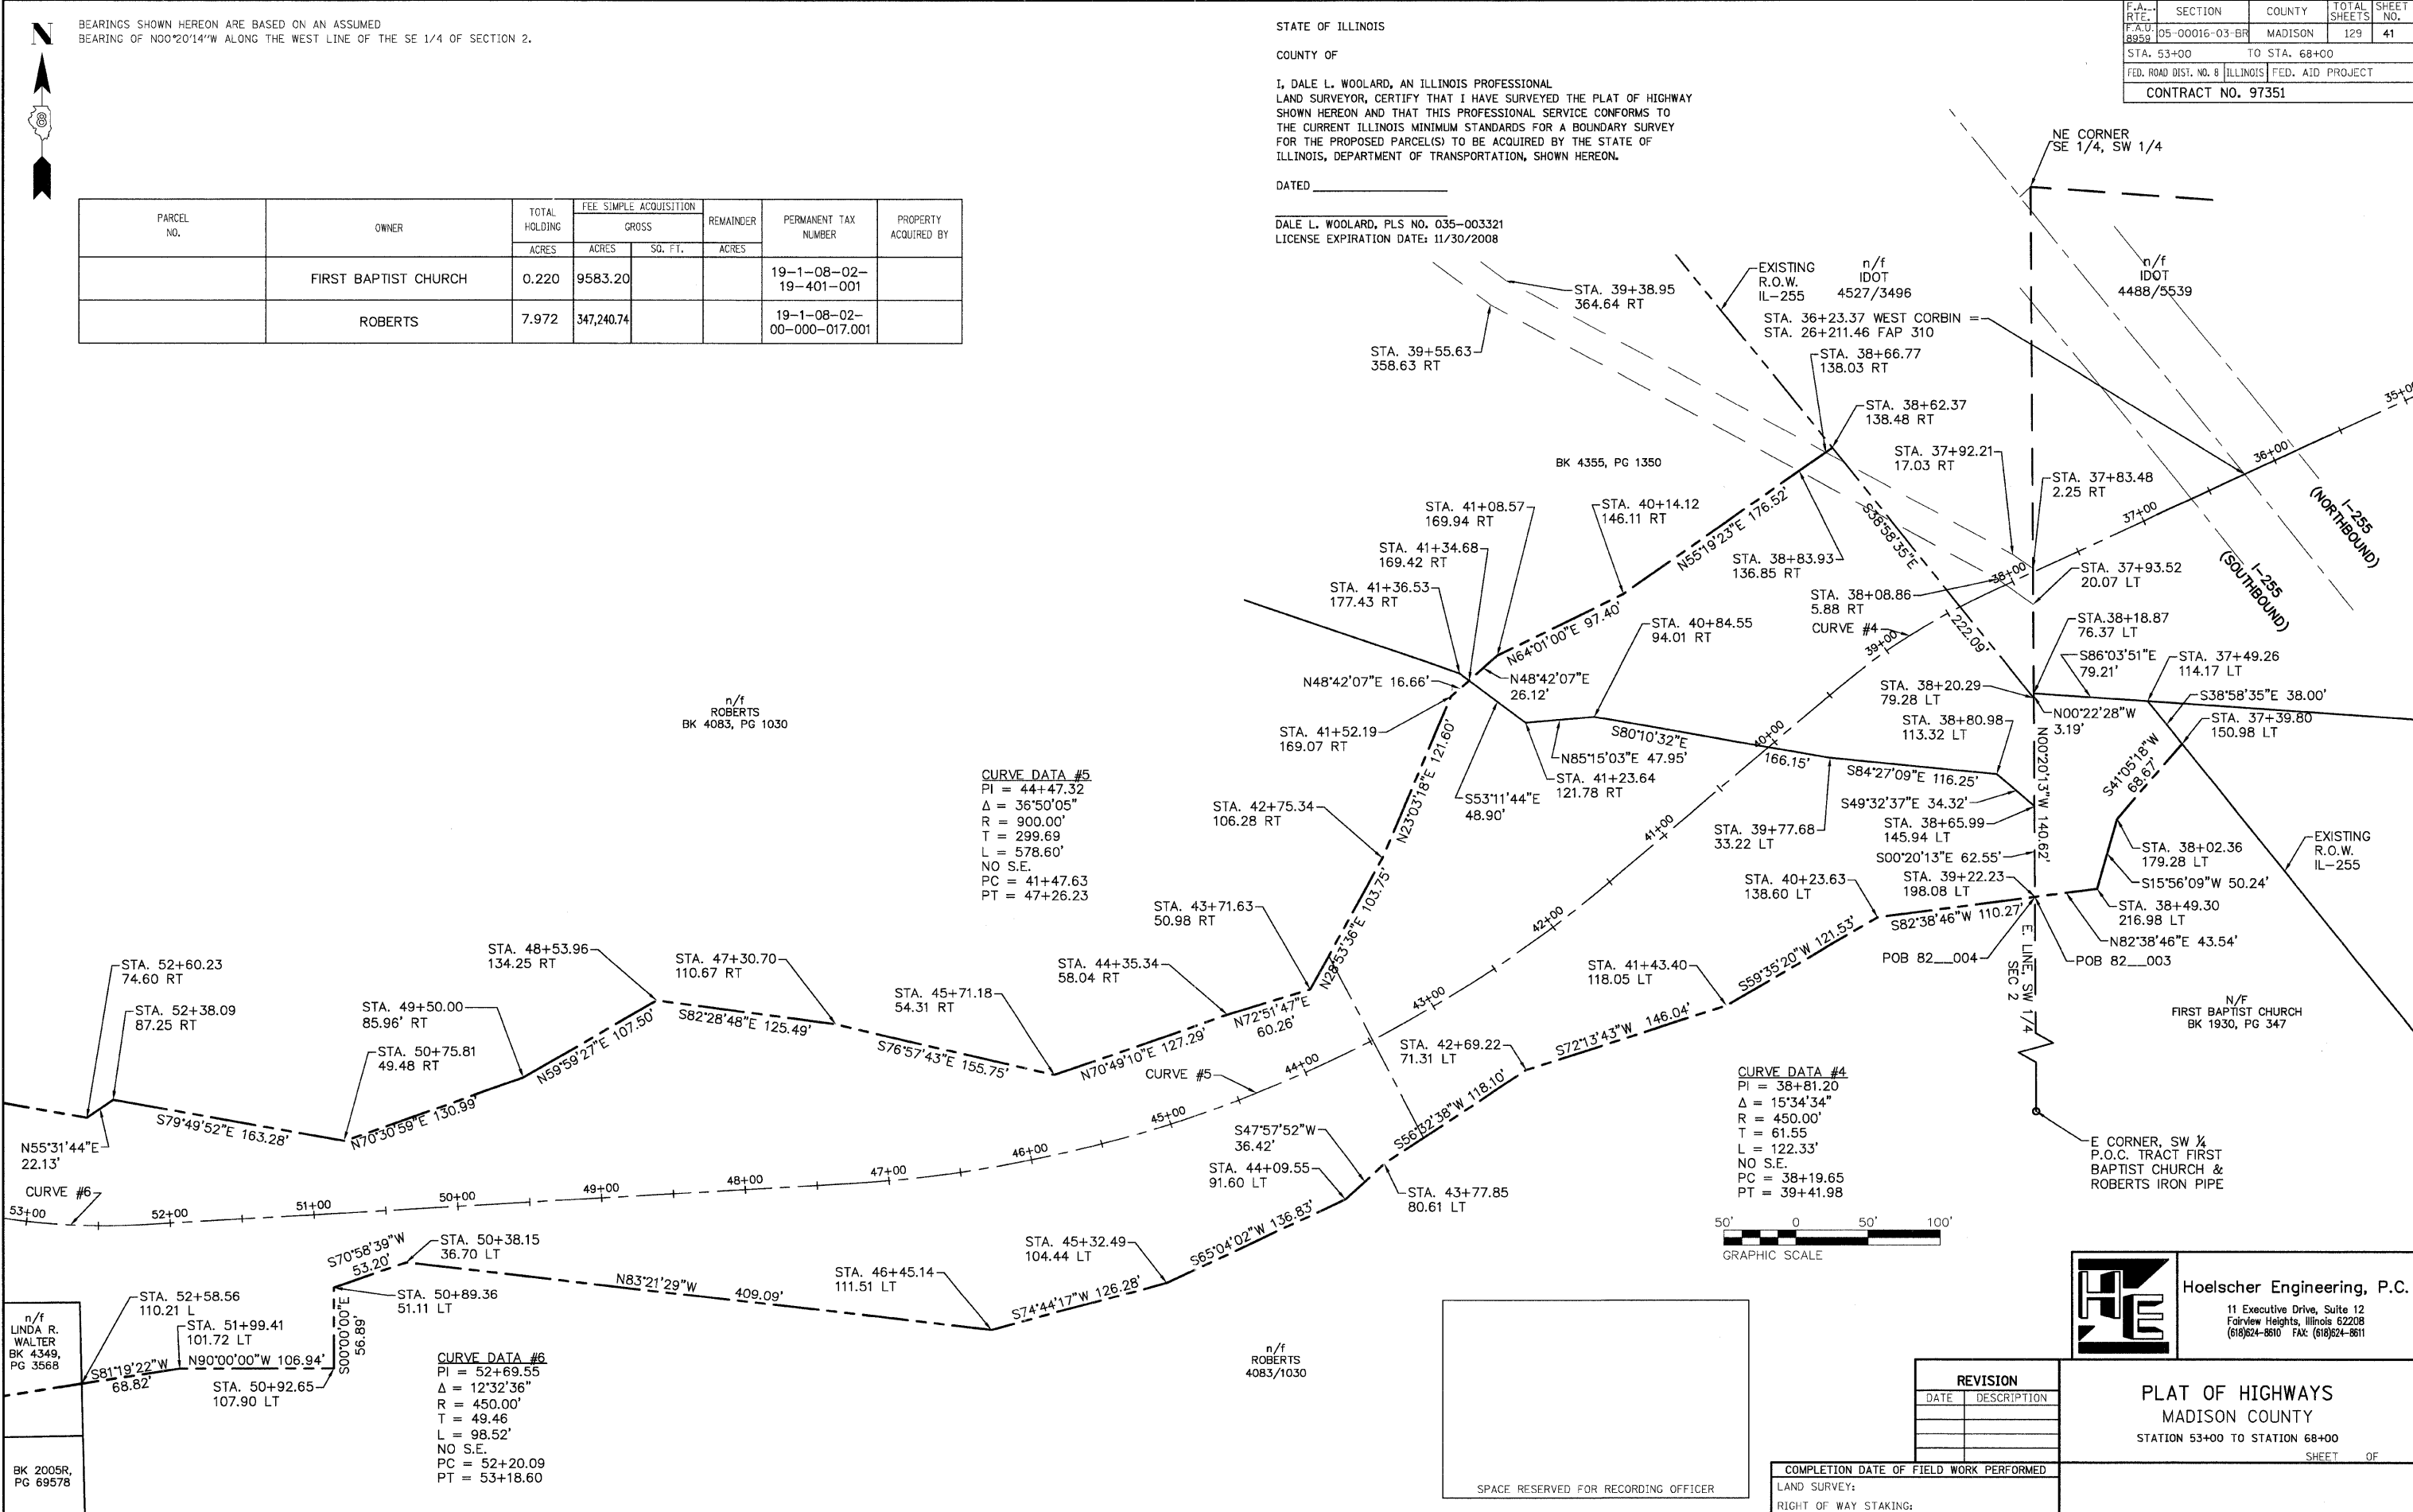 N
8
BEARINGS SHOWN HEREON ARE BASED ON AN ASSUMED
BEARING OF N00°20'14"W ALONG THE WEST LINE OF THE SE 1/4 OF SECTION 2.
STATE OF ILLINOIS
COUNTY OF
I, DALE L. WOOLARD, AN ILLINOIS PROFESSIONAL
LAND SURVEYOR, CERTIFY THAT I HAVE SURVEYED THE PLAT OF HIGHWAY
SHOWN HEREON AND THAT THIS PROFESSIONAL SERVICE CONFORMS TO
THE CURRENT ILLINOIS MINIMUM STANDARDS FOR A BOUNDARY SURVEY
FOR THE PROPOSED PARCEL(S) TO BE ACQUIRED BY THE STATE OF
ILLINOIS, DEPARTMENT OF TRANSPORTATION, SHOWN HEREON.
DATED
DALE L. WOOLARD, PLS NO. 035-003321
LICENSE EXPIRATION DATE: 11/30/2008
F.A. RTE. SECTION COUNTY TOTAL SHEETS SHEET NO.
F.A.U. 8959 05-00016-03-BR MADISON 129 41
STA. 53+00 TO STA. 68+00
FED. ROAD DIST. NO. 8 ILLINOIS FED. AID PROJECT
CONTRACT NO. 97351
PARCEL NO. OWNER TOTAL HOLDING FEE SIMPLE ACQUISITION REMAINDER PERMANENT TAX NUMBER PROPERTY ACQUIRED BY
GROSS
ACRES ACRES SQ. FT. ACRES
FIRST BAPTIST CHURCH 0.220 9583.20 19-1-08-02-
19-401-001
ROBERTS 7.972 347,240.74 19-1-08-02-
00-000-017.001
NE CORNER
SE 1/4, SW 1/4
EXISTING
R.O.W.
IL-255
n/f
IDOT
4527/3496
n/f
IDOT
4488/5539
STA. 39+38.95
364.64 RT
STA. 36+23.37 WEST CORBIN =
STA. 26+211.46 FAP 310
STA. 39+55.63
358.63 RT
STA. 38+66.77
138.03 RT
STA. 38+62.37
138.48 RT
35+00
36+00
37+00
38+00
39+00
40+00
41+00
42+00
43+00
44+00
45+00
46+00
47+00
48+00
49+00
50+00
51+00
52+00
53+00
BK 4355, PG 1350
STA. 37+92.21
17.03 RT
STA. 37+83.48
2.25 RT
I-255
(NORTHBOUND)
I-255
(SOUTHBOUND)
STA. 41+08.57
169.94 RT
STA. 40+14.12
146.11 RT
N55°19'23"E 176.52'
S38°58'35"E
STA. 38+83.93
136.85 RT
STA. 41+34.68
169.42 RT
STA. 37+93.52
20.07 LT
STA. 41+36.53
177.43 RT
STA. 38+08.86
5.88 RT
N64°01'00"E 97.40'
STA. 40+84.55
94.01 RT
CURVE #4
T 222.09'
STA.38+18.87
76.37 LT
S86°03'51"E
79.21'
STA. 37+49.26
114.17 LT
N48°42'07"E 16.66'
N48°42'07"E
26.12'
STA. 38+20.29
79.28 LT
S38°58'35"E 38.00'
N00°22'28"W
3.19'
STA. 37+39.80
150.98 LT
n/f
ROBERTS
BK 4083, PG 1030
STA. 41+52.19
169.07 RT
N23°03'18"E 121.60'
S80°10'32"E
166.15'
N85°15'03"E 47.95'
STA. 38+80.98
113.32 LT
STA. 41+23.64
121.78 RT
S84°27'09"E 116.25'
N00°20'13"W 140.62'
S41°05'18"W
68.67'
CURVE DATA #5
PI = 44+47.32
Δ = 36°50'05"
R = 900.00'
T = 299.69
L = 578.60'
NO S.E.
PC = 41+47.63
PT = 47+26.23
S53°11'44"E
48.90'
S49°32'37"E 34.32'
STA. 42+75.34
106.28 RT
STA. 39+77.68
33.22 LT
STA. 38+65.99
145.94 LT
EXISTING
R.O.W.
IL-255
STA. 38+02.36
179.28 LT
S00°20'13"E 62.55'
STA. 40+23.63
138.60 LT
STA. 39+22.23
198.08 LT
S15°56'09"W 50.24'
N28°53'36"E 103.75'
STA. 43+71.63
50.98 RT
S82°38'46"W 110.27'
STA. 38+49.30
216.98 LT
N82°38'46"E 43.54'
POB 82__004
POB 82__003
E. LINE, SW 1/4
SEC 2
S59°35'20"W 121.53'
STA. 41+43.40
118.05 LT
N/F
FIRST BAPTIST CHURCH
BK 1930, PG 347
STA. 52+60.23
74.60 RT
STA. 48+53.96
134.25 RT
STA. 47+30.70
110.67 RT
STA. 44+35.34
58.04 RT
STA. 45+71.18
54.31 RT
STA. 52+38.09
87.25 RT
STA. 49+50.00
85.96' RT
STA. 50+75.81
49.48 RT
N59°59'27"E 107.50'
S82°28'48"E 125.49'
S76°57'43"E 155.75'
N70°49'10"E 127.29'
N72°51'47"E
60.26'
CURVE #5
STA. 42+69.22
71.31 LT
S72°13'43"W 146.04'
CURVE DATA #4
PI = 38+81.20
Δ = 15°34'34"
R = 450.00'
T = 61.55
L = 122.33'
NO S.E.
PC = 38+19.65
PT = 39+41.98
S79°49'52"E 163.28'
N70°30'59"E 130.99'
N55°31'44"E
22.13'
S56°32'38"W 118.10'
S47°57'52"W
36.42'
STA. 44+09.55
91.60 LT
STA. 43+77.85
80.61 LT
E CORNER, SW ¼
P.O.C. TRACT FIRST
BAPTIST CHURCH &
ROBERTS IRON PIPE
CURVE #6
50' 0 50' 100'
GRAPHIC SCALE
S70°58'39"W
53.20'
STA. 50+38.15
36.70 LT
N83°21'29"W 409.09'
STA. 46+45.14
111.51 LT
STA. 45+32.49
104.44 LT
S65°04'02"W 136.83'
S74°44'17"W 126.28'
STA. 52+58.56
110.21 L
STA. 50+89.36
51.11 LT
STA. 51+99.41
101.72 LT
S00°00'00"E
56.89'
n/f
LINDA R.
WALTER
BK 4349,
PG 3568
S81°19'22"W
68.82'
N90°00'00"W 106.94'
STA. 50+92.65
107.90 LT
CURVE DATA #6
PI = 52+69.55
Δ = 12°32'36"
R = 450.00'
T = 49.46
L = 98.52'
NO S.E.
PC = 52+20.09
PT = 53+18.60
BK 2005R,
PG 69578
n/f
ROBERTS
4083/1030
SPACE RESERVED FOR RECORDING OFFICER
HE
Hoelscher Engineering, P.C.
11 Executive Drive, Suite 12
Fairview Heights, Illinois 62208
(618)624-8610 FAX: (618)624-8611
REVISION
DATE DESCRIPTION
PLAT OF HIGHWAYS
MADISON COUNTY
STATION 53+00 TO STATION 68+00
SHEET OF
COMPLETION DATE OF FIELD WORK PERFORMED
LAND SURVEY:
RIGHT OF WAY STAKING: